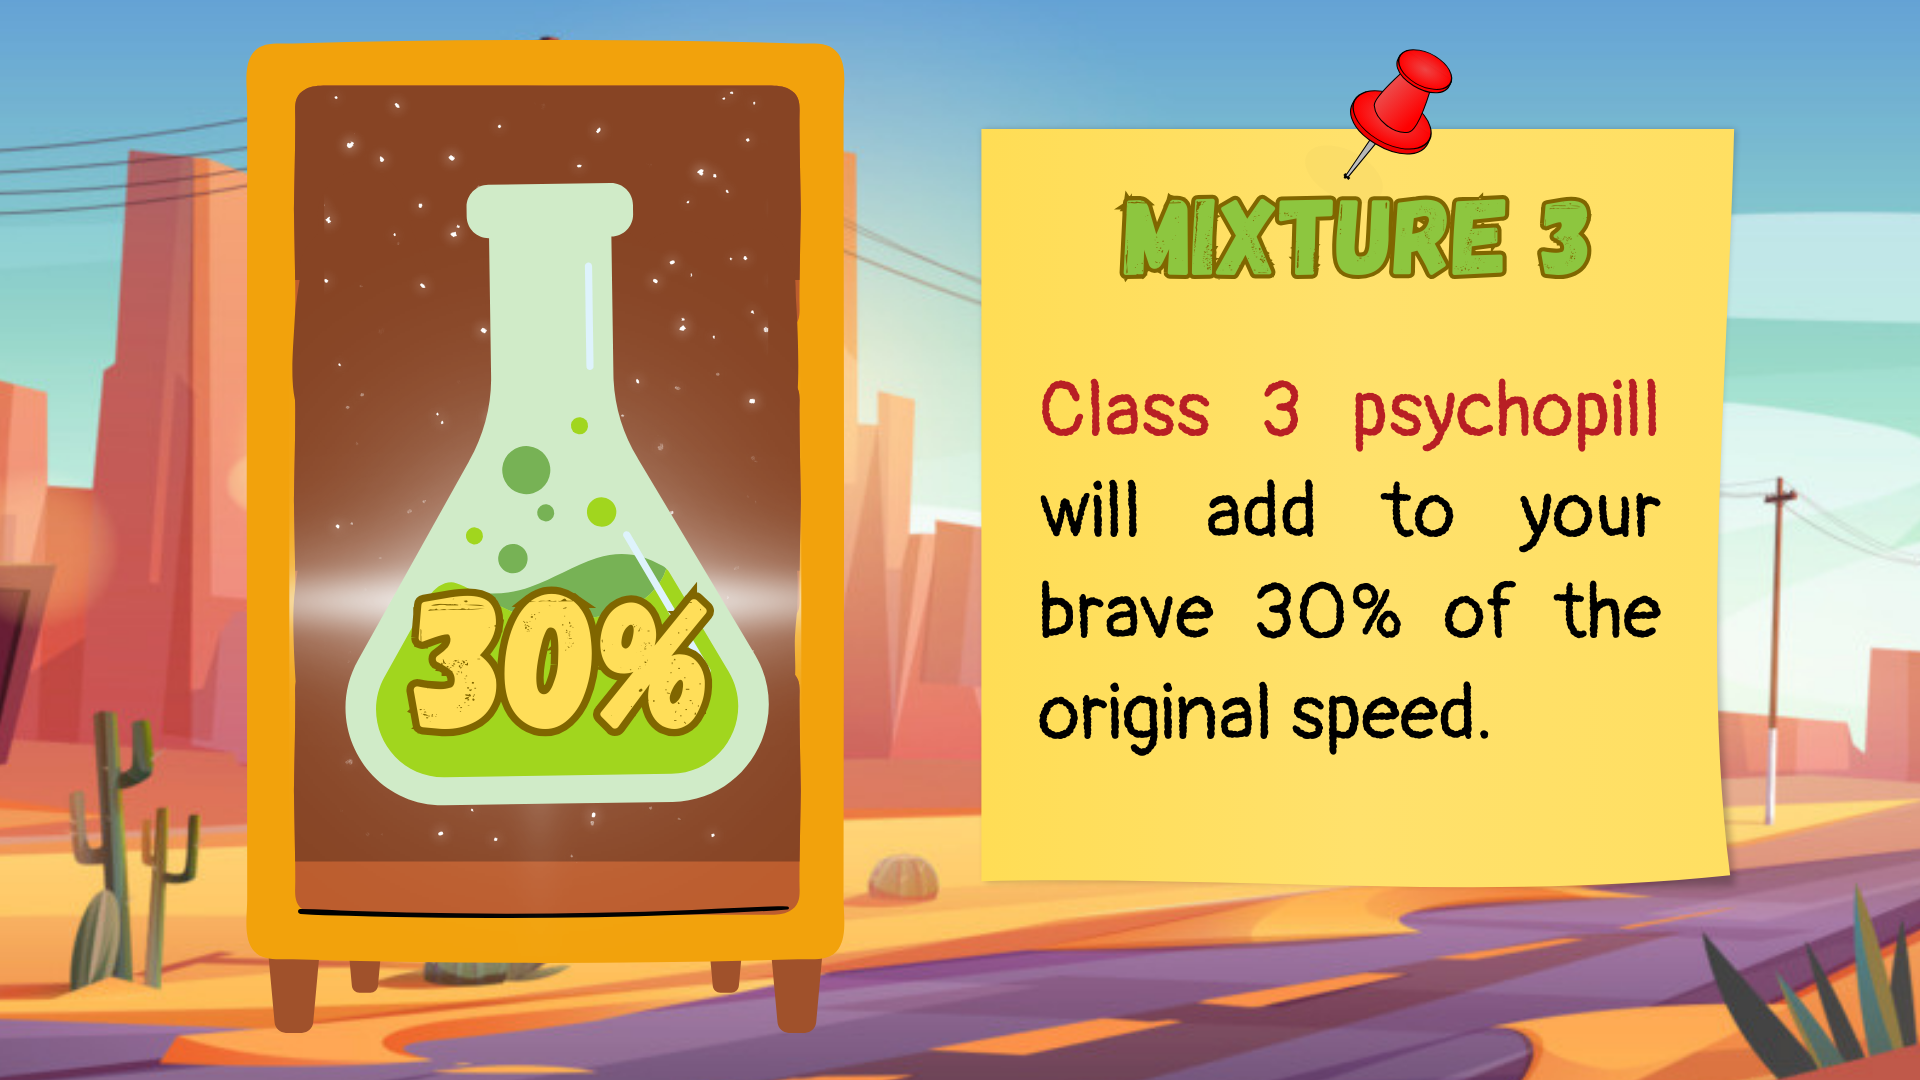 30%
MIXTURE 3
Class 3 psychopill
will add to your
brave 30% of the
original speed.